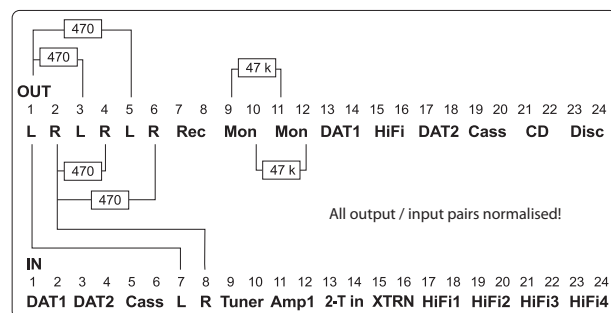 470
470
47 k
OUT
1 2 3 4 5 6 7 8 9 10 11 12 13 14 15 16 17 18 19 20 21 22 23 24
L R L R L R Rec Mon Mon DAT1 HiFi DAT2 Cass CD Disc
470
47 k
470
All output / input pairs normalised!
IN
1 2 3 4 5 6 7 8 9 10 11 12 13 14 15 16 17 18 19 20 21 22 23 24
DAT1 DAT2 Cass L R Tuner Amp1 2-T in XTRN HiFi1 HiFi2 HiFi3 HiFi4